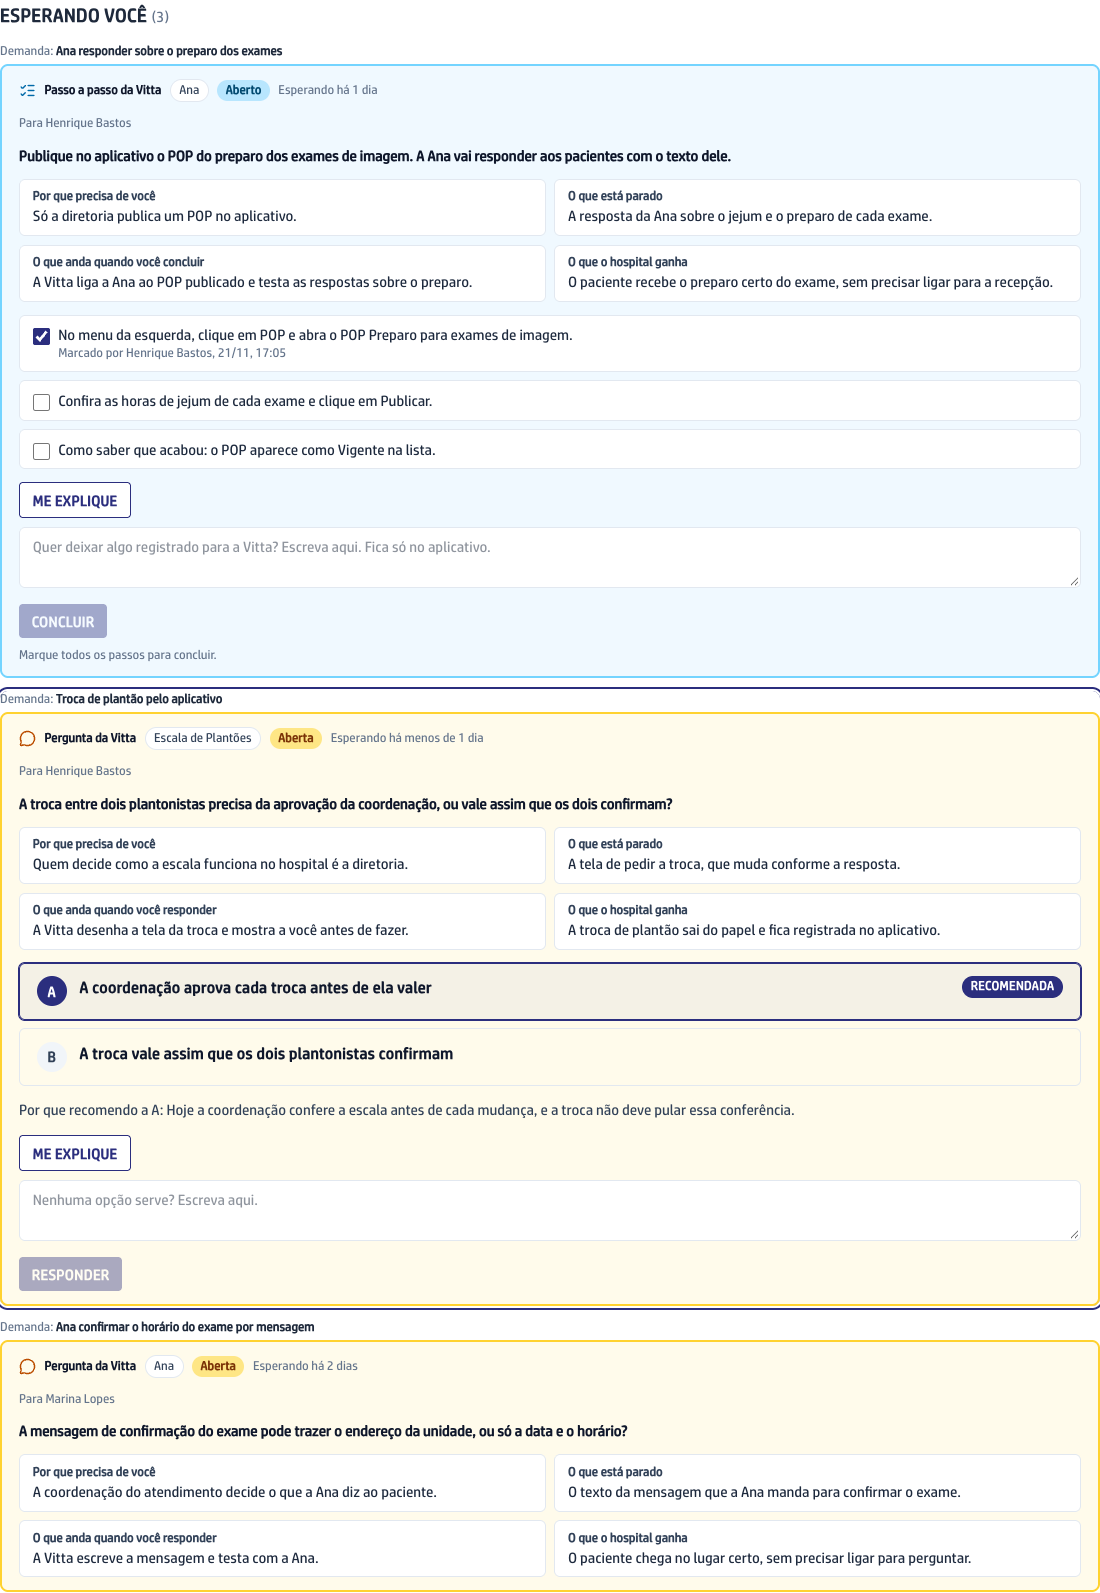 ESPERANDO VOCÊ (3)
Demanda: Ana responder sobre o preparo dos exames
Passo a passo da Vitta Ana Aberto Esperando há 1 dia
Para Henrique Bastos
Publique no aplicativo o POP do preparo dos exames de imagem. A Ana vai responder aos pacientes com o texto dele.
Por que precisa de você
Só a diretoria publica um POP no aplicativo.
O que está parado
A resposta da Ana sobre o jejum e o preparo de cada exame.
O que anda quando você concluir
A Vitta liga a Ana ao POP publicado e testa as respostas sobre o preparo.
O que o hospital ganha
O paciente recebe o preparo certo do exame, sem precisar ligar para a recepção.
No menu da esquerda, clique em POP e abra o POP Preparo para exames de imagem.
Marcado por Henrique Bastos, 21/11, 17:05
Confira as horas de jejum de cada exame e clique em Publicar.
Como saber que acabou: o POP aparece como Vigente na lista.
ME EXPLIQUE
Quer deixar algo registrado para a Vitta? Escreva aqui. Fica só no aplicativo.
CONCLUIR
Marque todos os passos para concluir.
Demanda: Troca de plantão pelo aplicativo
Pergunta da Vitta Escala de Plantões Aberta Esperando há menos de 1 dia
Para Henrique Bastos
A troca entre dois plantonistas precisa da aprovação da coordenação, ou vale assim que os dois confirmam?
Por que precisa de você
Quem decide como a escala funciona no hospital é a diretoria.
O que está parado
A tela de pedir a troca, que muda conforme a resposta.
O que anda quando você responder
A Vitta desenha a tela da troca e mostra a você antes de fazer.
O que o hospital ganha
A troca de plantão sai do papel e fica registrada no aplicativo.
A A coordenação aprova cada troca antes de ela valer RECOMENDADA
B A troca vale assim que os dois plantonistas confirmam
Por que recomendo a A: Hoje a coordenação confere a escala antes de cada mudança, e a troca não deve pular essa conferência.
ME EXPLIQUE
Nenhuma opção serve? Escreva aqui.
RESPONDER
Demanda: Ana confirmar o horário do exame por mensagem
Pergunta da Vitta Ana Aberta Esperando há 2 dias
Para Marina Lopes
A mensagem de confirmação do exame pode trazer o endereço da unidade, ou só a data e o horário?
Por que precisa de você
A coordenação do atendimento decide o que a Ana diz ao paciente.
O que está parado
O texto da mensagem que a Ana manda para confirmar o exame.
O que anda quando você responder
A Vitta escreve a mensagem e testa com a Ana.
O que o hospital ganha
O paciente chega no lugar certo, sem precisar ligar para perguntar.